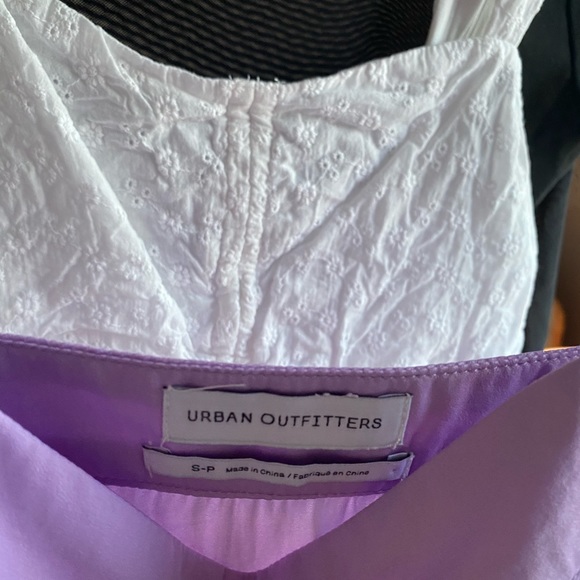 URBAN OUTFITTERS
S-P Made in China / Fabriqué en Chine